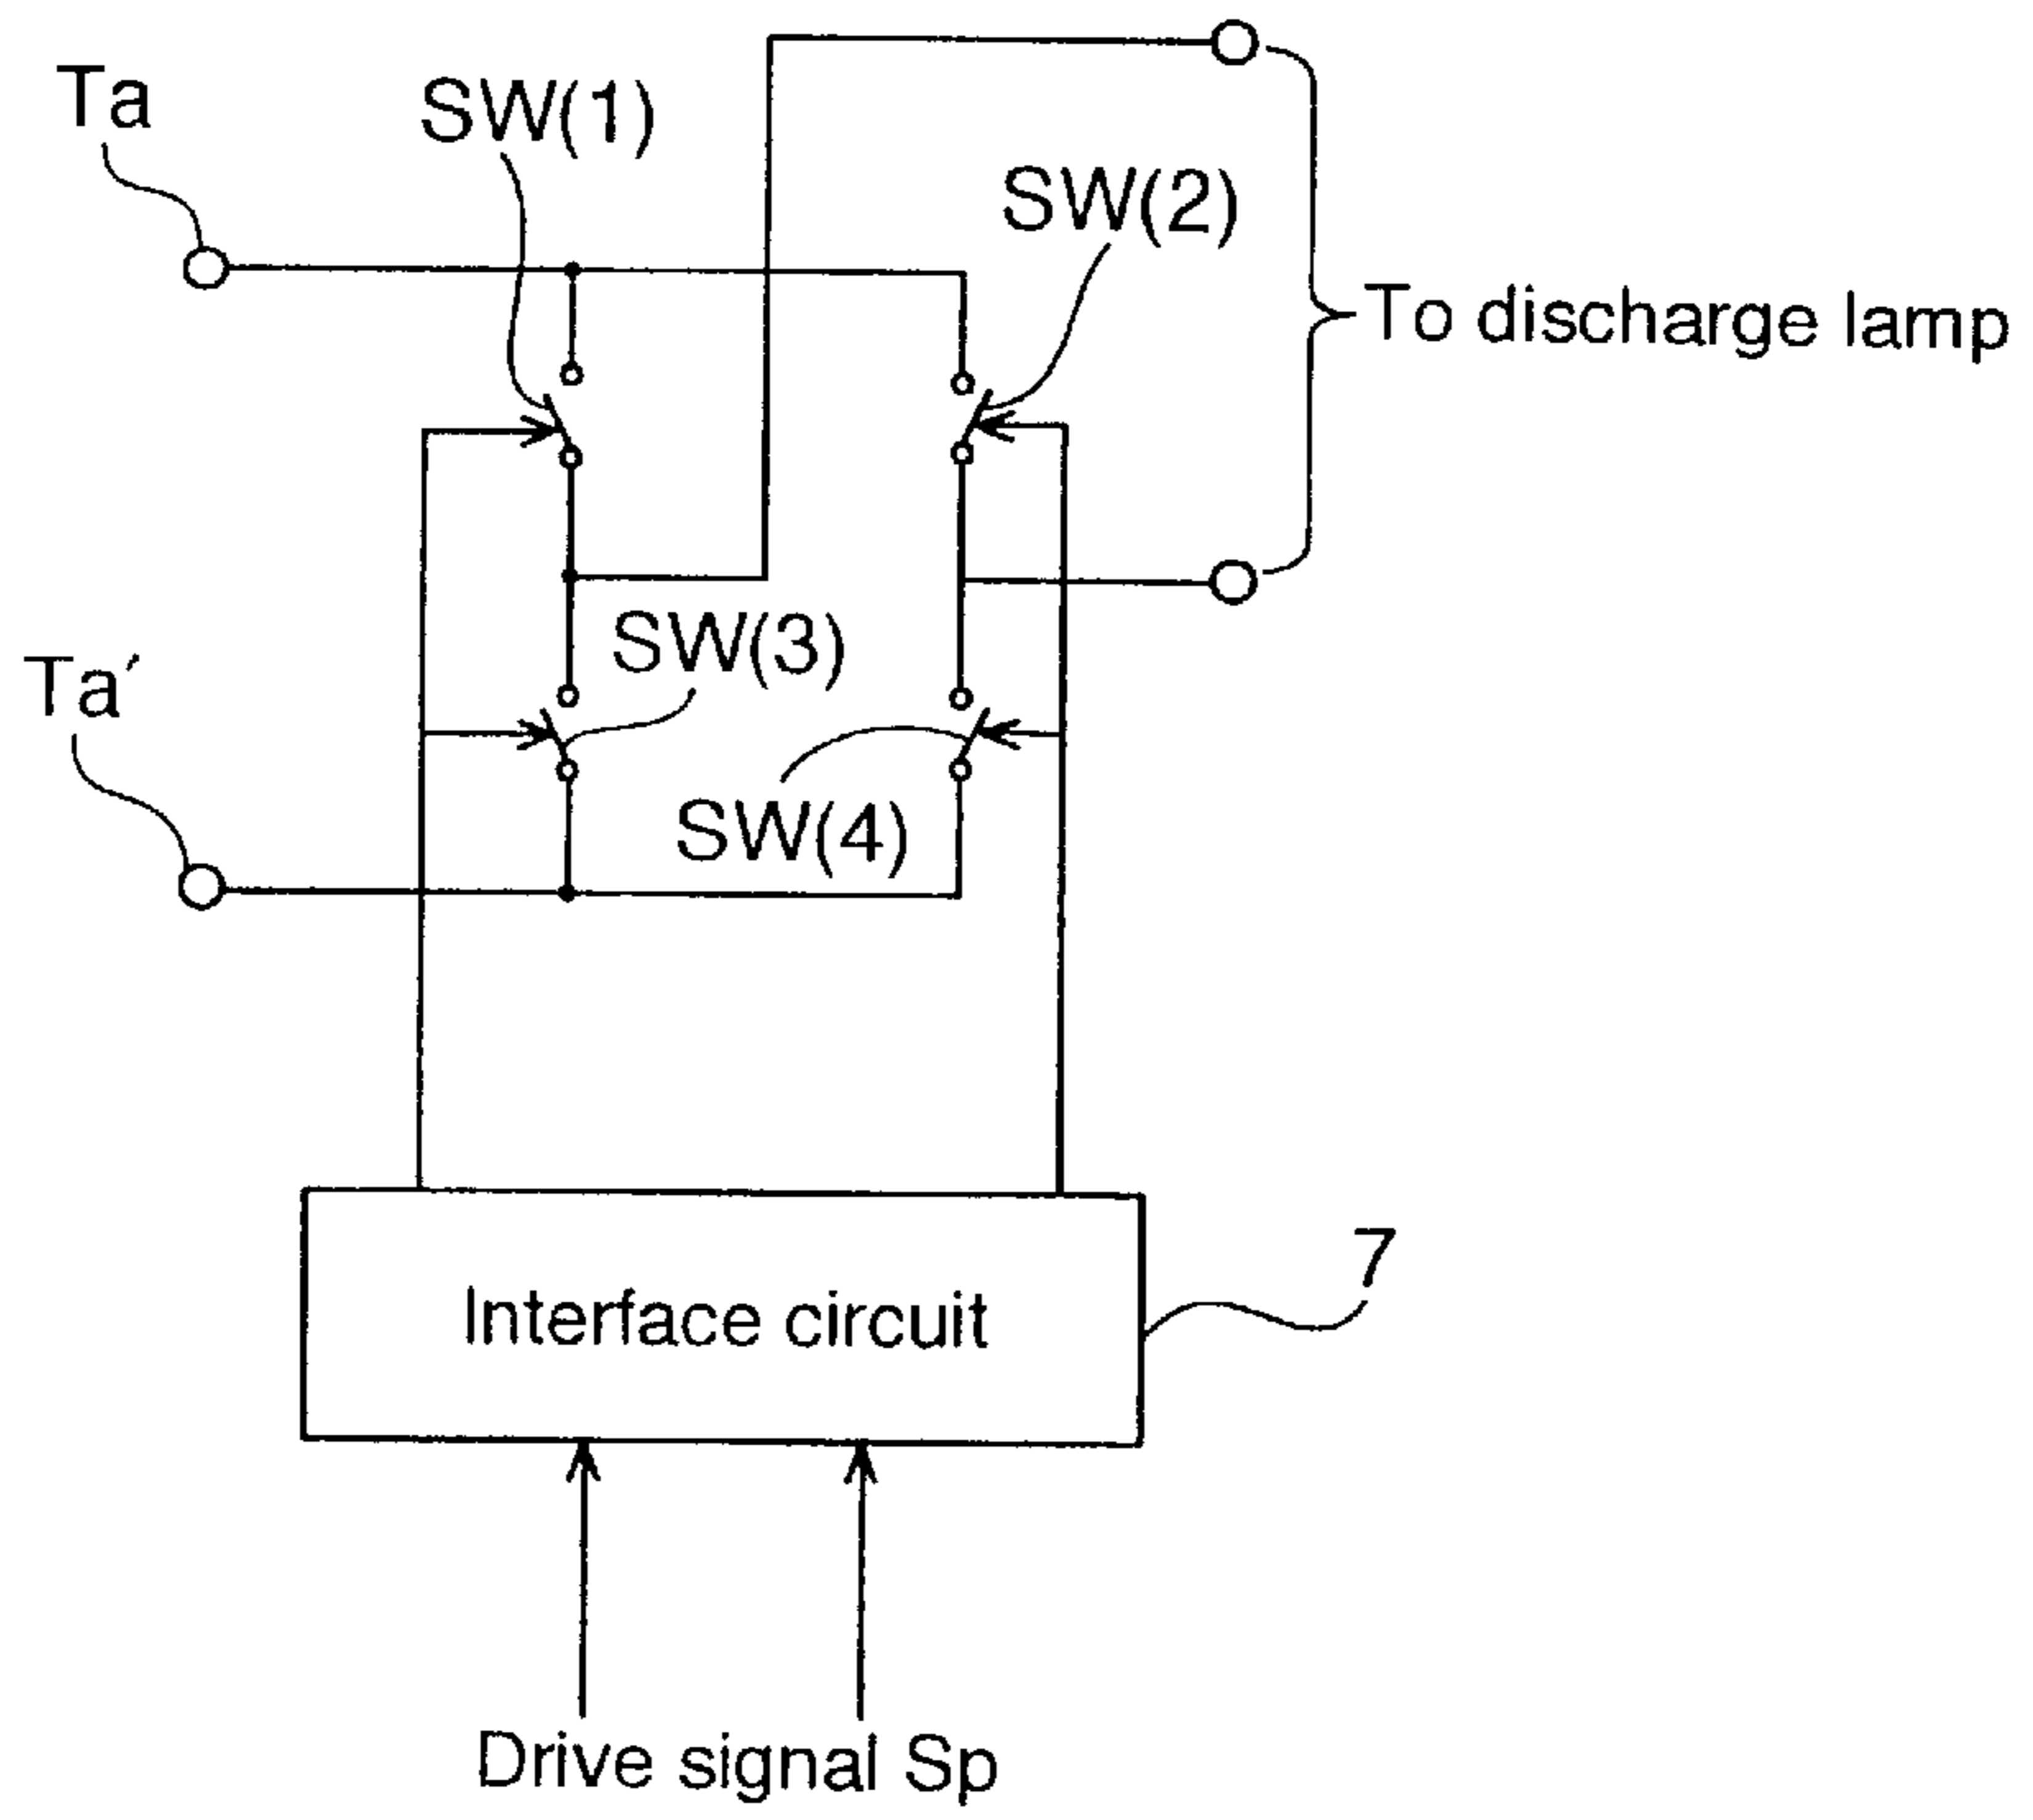 Ta
SW(1)
SW(2)
To discharge lamp
SW(3)
Ta′
SW(4)
7
Interface circuit
Drive signal Sp